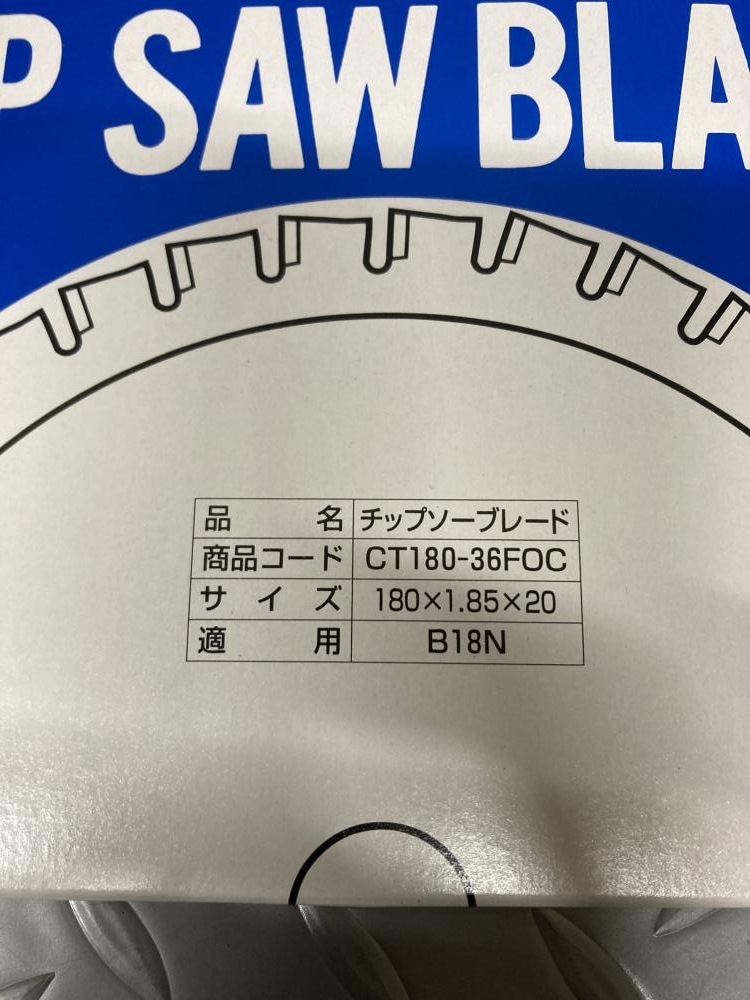 P SAW BLA
品名 チップソーブレード
商品コード CT180-36FOC
サイズ 180×1.85×20
適用 B18N